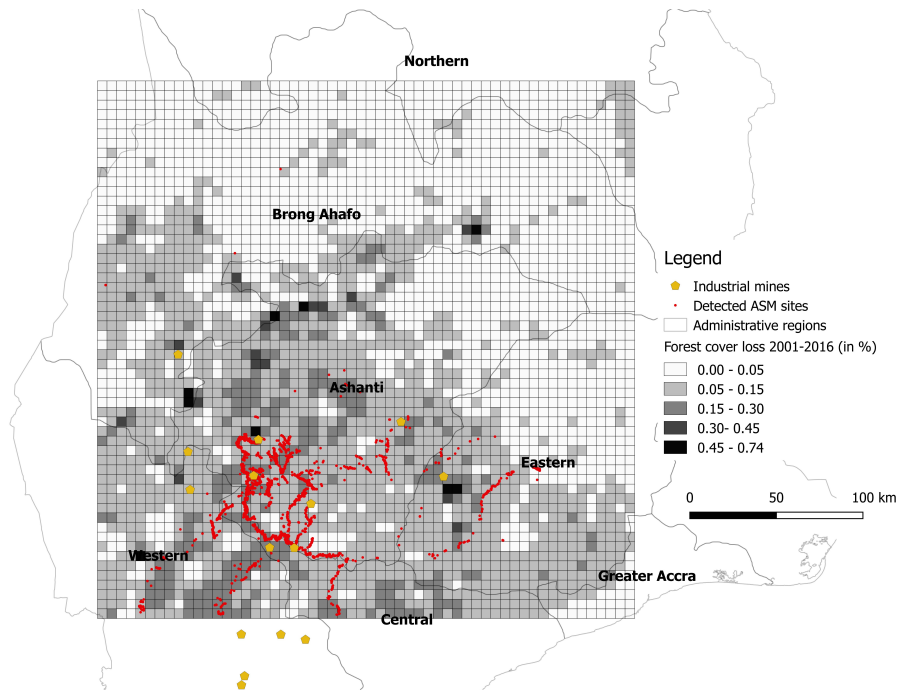 Northern
Brong Ahafo
Legend
Industrial mines
Detected ASM sites
Administrative regions
Forest cover loss 2001-2016 (in %)
0.00 - 0.05
0.05 - 0.15
0.15 - 0.30
0.30- 0.45
0.45 - 0.74
Ashanti
Eastern
0 50 100 km
Western
Greater Accra
Central